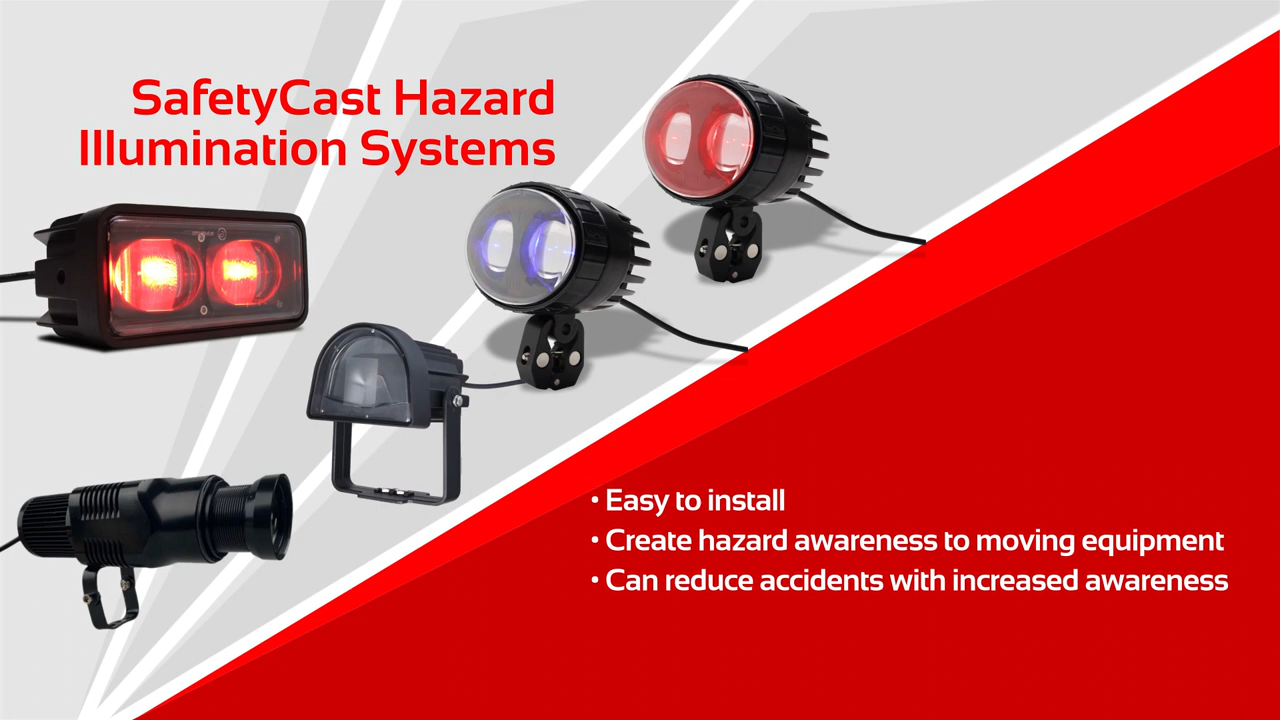 SafetyCast Hazard
Illumination Systems
• Easy to install
• Create hazard awareness to moving equipment
• Can reduce accidents with increased awareness